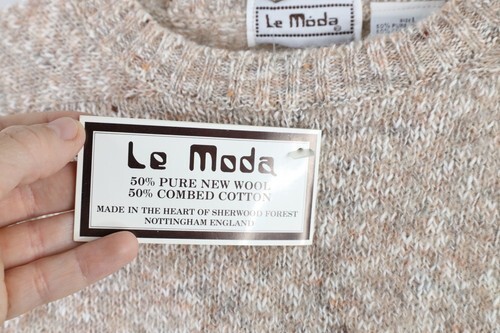 Le Moda
Le Moda
50% PURE NEW WOOL
50% COMBED COTTON
MADE IN THE HEART OF SHERWOOD FOREST
NOTTINGHAM ENGLAND